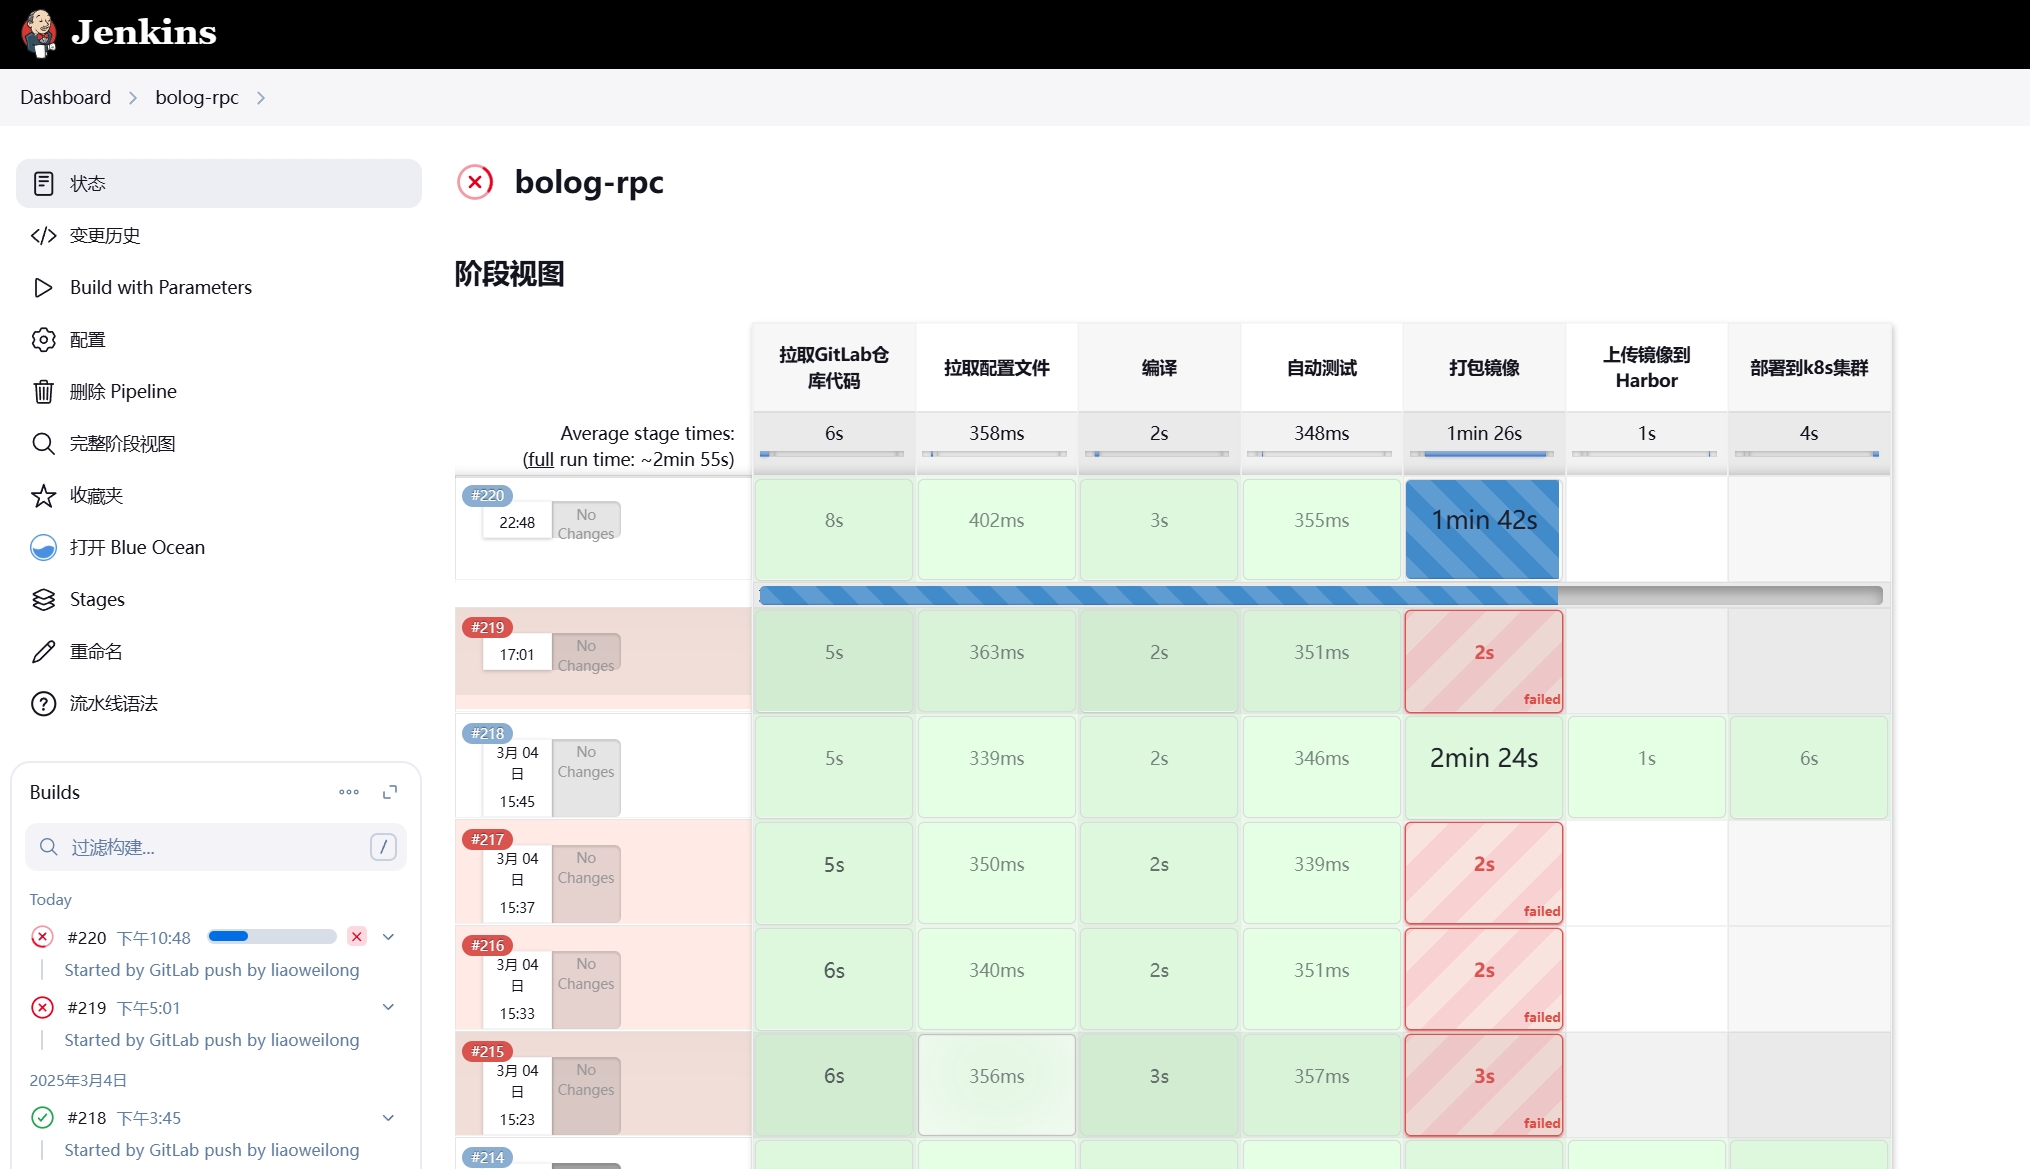 Jenkins
Dashboard
bolog-rpc
状态
变更历史
Build with Parameters
配置
删除 Pipeline
完整阶段视图
收藏夹
打开 Blue Ocean
Stages
重命名
流水线语法
Builds
过滤构建...
/
Today
#220 下午10:48
Started by GitLab push by liaoweilong
#219 下午5:01
Started by GitLab push by liaoweilong
2025年3月4日
#218 下午3:45
Started by GitLab push by liaoweilong
bolog-rpc
阶段视图
拉取GitLab仓
库代码
拉取配置文件
编译
自动测试
打包镜像
上传镜像到
Harbor
部署到k8s集群
Average stage times:
(full run time: ~2min 55s)
6s
358ms
2s
348ms
1min 26s
1s
4s
#220
22:48
No
Changes
8s
402ms
3s
355ms
1min 42s
#219
17:01
No
Changes
5s
363ms
2s
351ms
2s
failed
#218
3月 04
日
15:45
No
Changes
5s
339ms
2s
346ms
2min 24s
1s
6s
#217
3月 04
日
15:37
No
Changes
5s
350ms
2s
339ms
2s
failed
#216
3月 04
日
15:33
No
Changes
6s
340ms
2s
351ms
2s
failed
#215
3月 04
日
15:23
No
Changes
6s
356ms
3s
357ms
3s
failed
#214